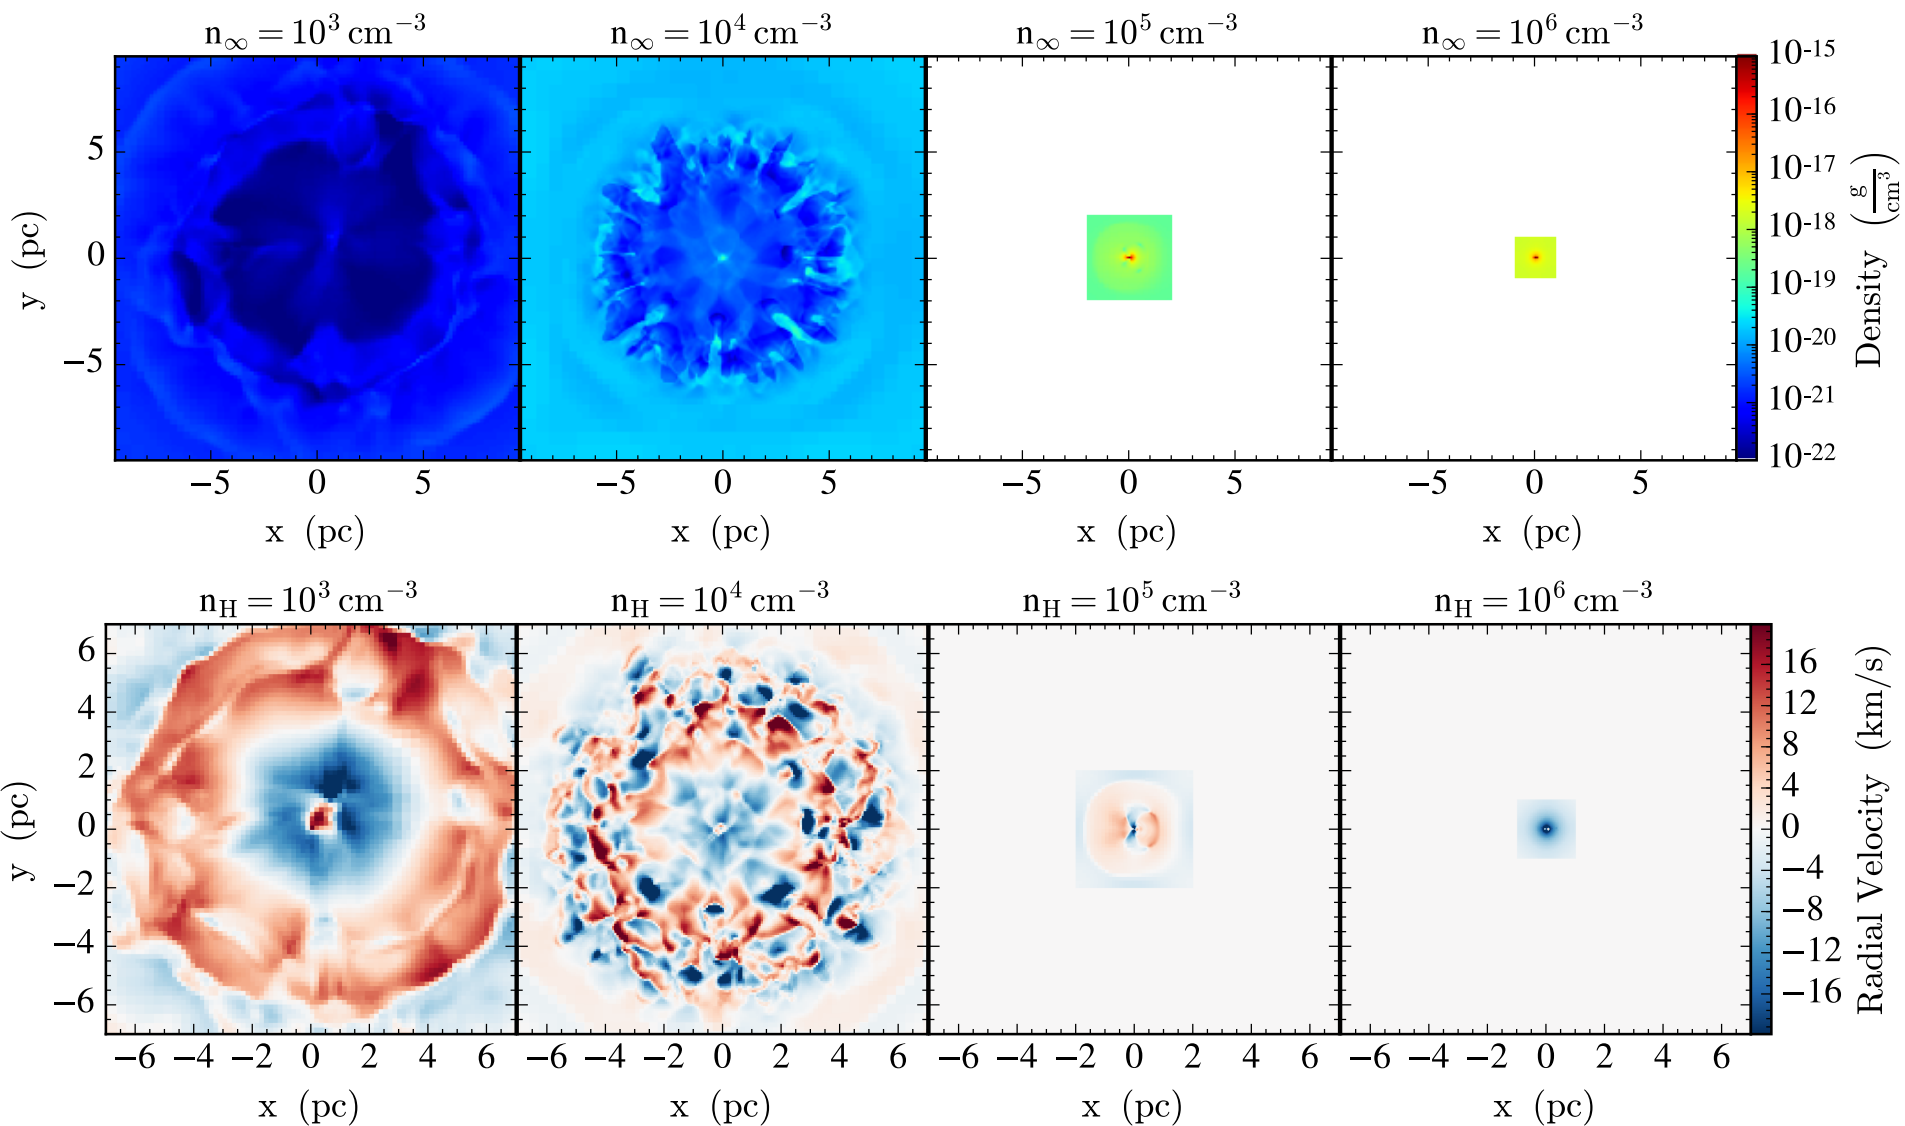 n∞ = 10³ cm⁻³ n∞ = 10⁴ cm⁻³ n∞ = 10⁵ cm⁻³ n∞ = 10⁶ cm⁻³
5
0
−5
y (pc)
−5 0 5 −5 0 5 −5 0 5 −5 0 5
x (pc) x (pc) x (pc) x (pc)
10⁻¹⁵
10⁻¹⁶
10⁻¹⁷
10⁻¹⁸
10⁻¹⁹
10⁻²⁰
10⁻²¹
10⁻²²
Density (g/cm³)
n_H = 10³ cm⁻³ n_H = 10⁴ cm⁻³ n_H = 10⁵ cm⁻³ n_H = 10⁶ cm⁻³
6
4
2
0
−2
−4
−6
y (pc)
−6 −4 −2 0 2 4 6 −6 −4 −2 0 2 4 6 −6 −4 −2 0 2 4 6 −6 −4 −2 0 2 4 6
x (pc) x (pc) x (pc) x (pc)
16
12
8
4
0
−4
−8
−12
−16
Radial Velocity (km/s)